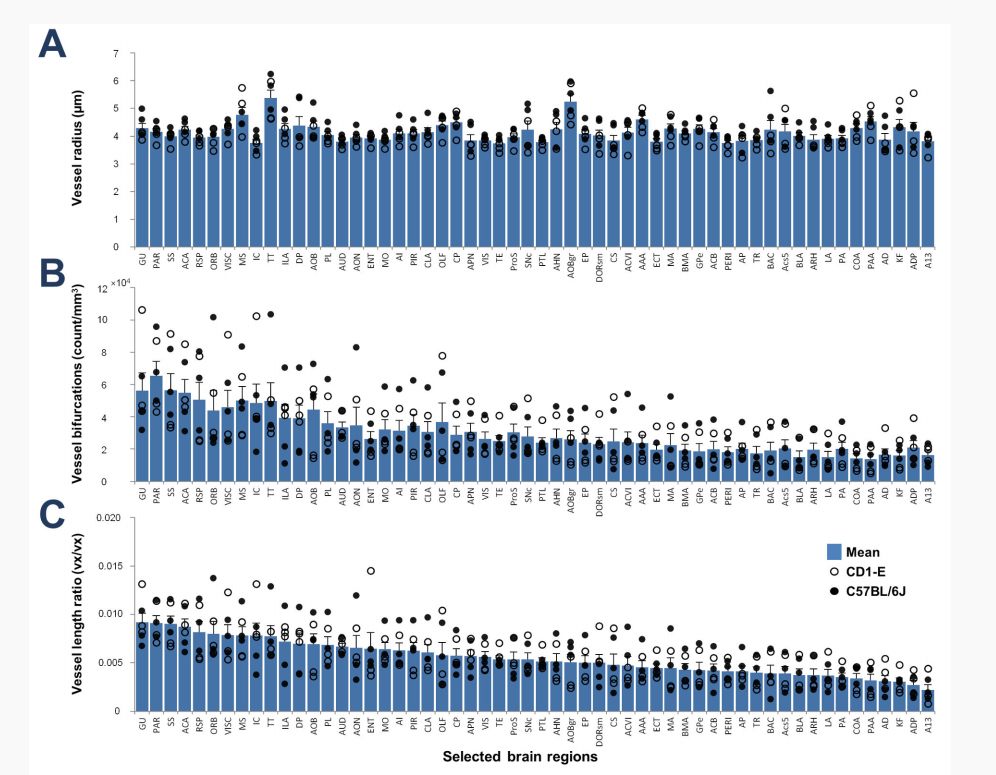 A
Vessel radius (µm)
7
6
5
4
3
2
1
0
GU PAR SS ACA RSP ORB VISC MS IC TT ILA DP AOB PL AUD AON ENT MO AI PIR CLA OLF CP APN VIS TE ProS SNc PTL AHN AOBgr EP DORsm CS ACVI AAA ECT MA BMA GPe ACB PERI AP TR BAC Acs5 BLA ARH LA PA COA PAA AD KF ADP A13
B
Vessel bifurcations (count/mm³)
12 ×10⁴
10
8
6
4
2
0
GU PAR SS ACA RSP ORB VISC MS IC TT ILA DP AOB PL AUD AON ENT MO AI PIR CLA OLF CP APN VIS TE ProS SNc PTL AHN AOBgr EP DORsm CS ACVI AAA ECT MA BMA GPe ACB PERI AP TR BAC Acs5 BLA ARH LA PA COA PAA AD KF ADP A13
C
Vessel length ratio (vx/vx)
0.020
0.015
0.010
0.005
0
Mean
CD1-E
C57BL/6J
GU PAR SS ACA RSP ORB VISC MS IC TT ILA DP AOB PL AUD AON ENT MO AI PIR CLA OLF CP APN VIS TE ProS SNc PTL AHN AOBgr EP DORsm CS ACVI AAA ECT MA BMA GPe ACB PERI AP TR BAC Acs5 BLA ARH LA PA COA PAA AD KF ADP A13
Selected brain regions